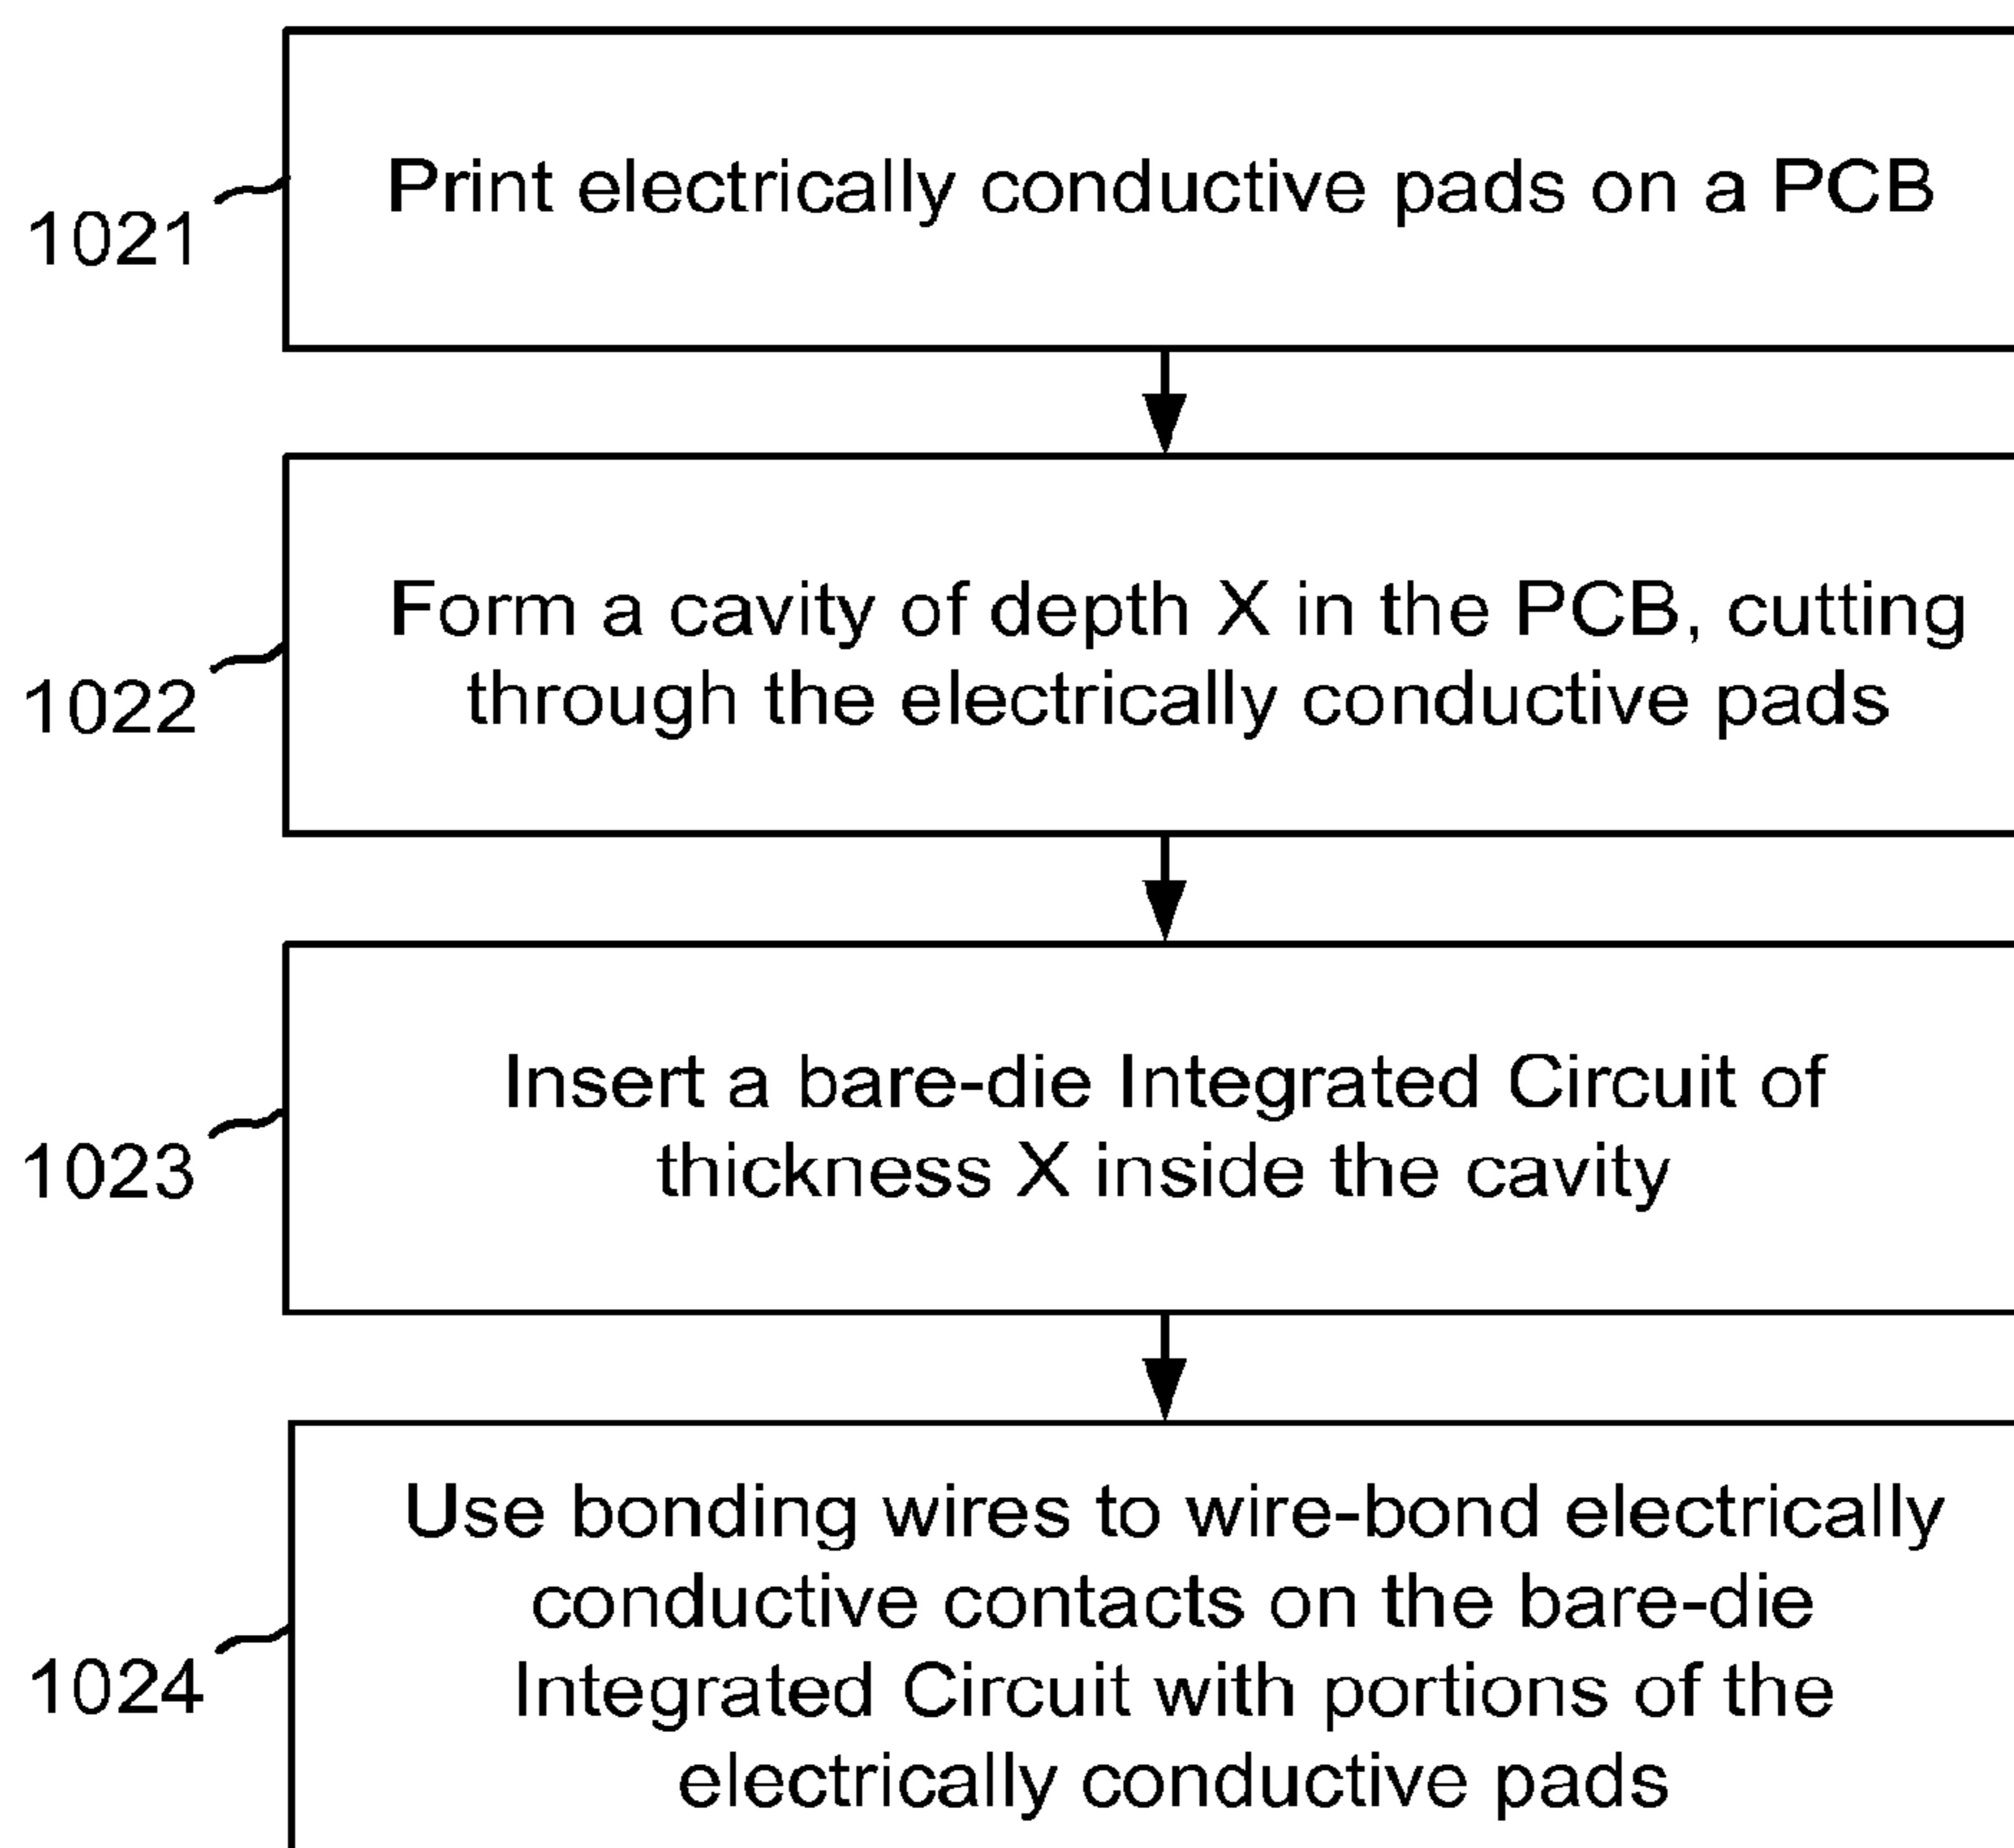 Print electrically conductive pads on a PCB
1021
Form a cavity of depth X in the PCB, cutting
through the electrically conductive pads
1022
Insert a bare-die Integrated Circuit of
thickness X inside the cavity
1023
Use bonding wires to wire-bond electrically
conductive contacts on the bare-die
Integrated Circuit with portions of the
electrically conductive pads
1024